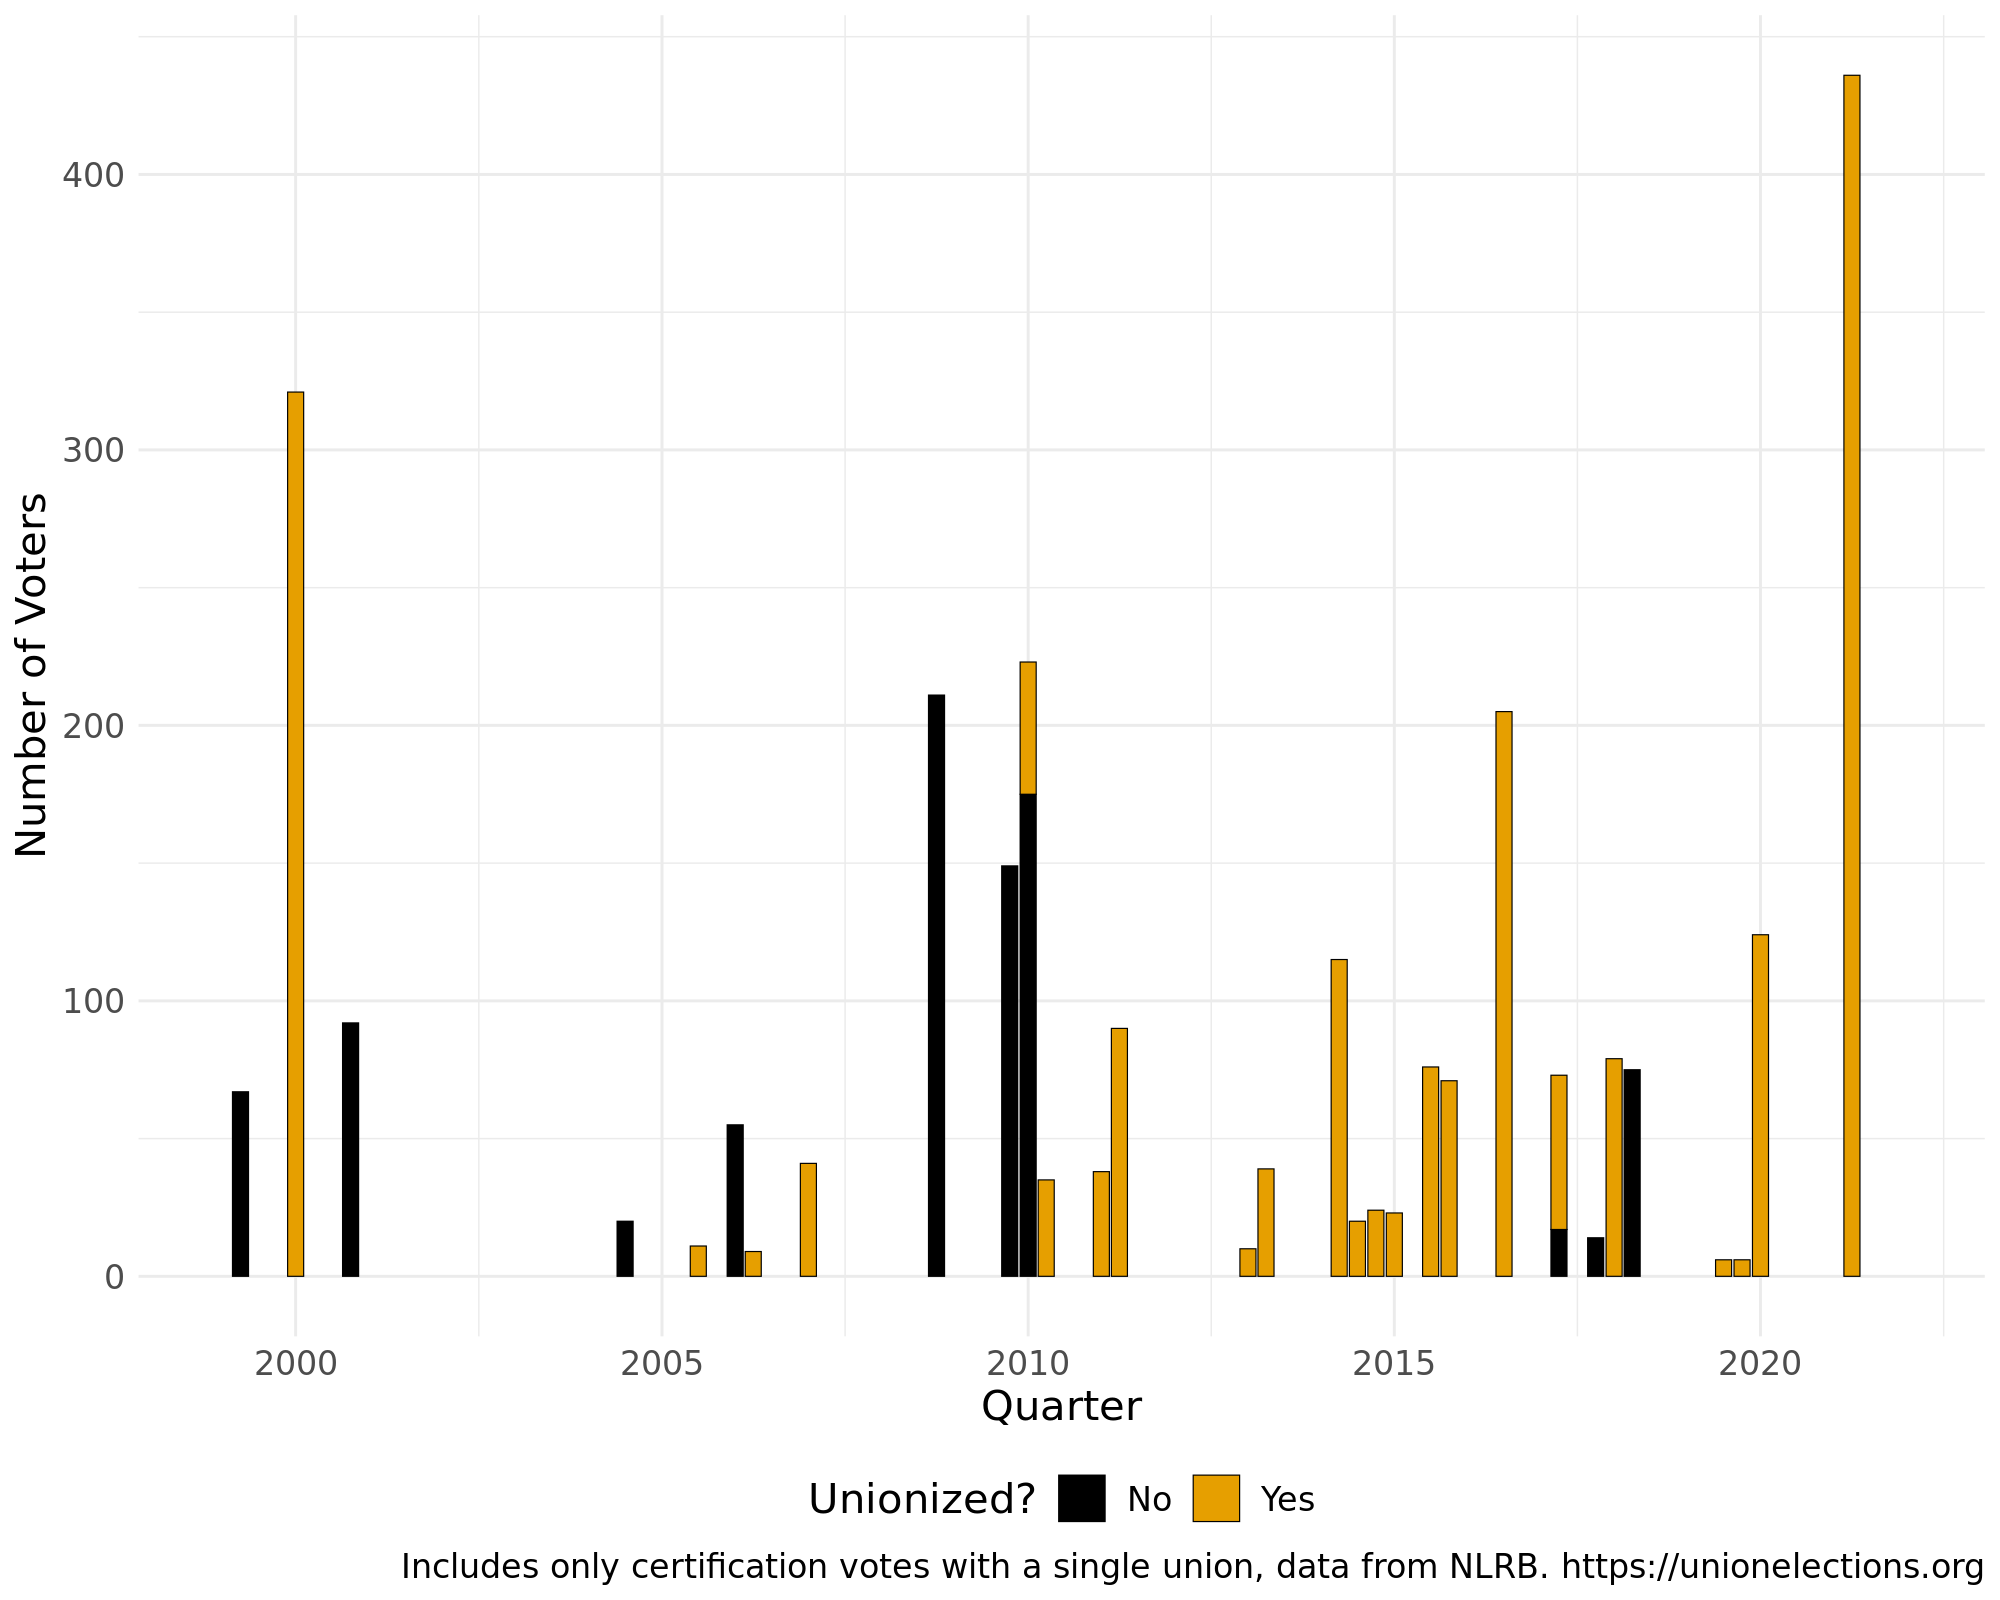 Number of Voters
400
300
200
100
0
2000 2005 2010 2015 2020
Quarter
Unionized? No Yes
Includes only certification votes with a single union, data from NLRB. https://unionelections.org